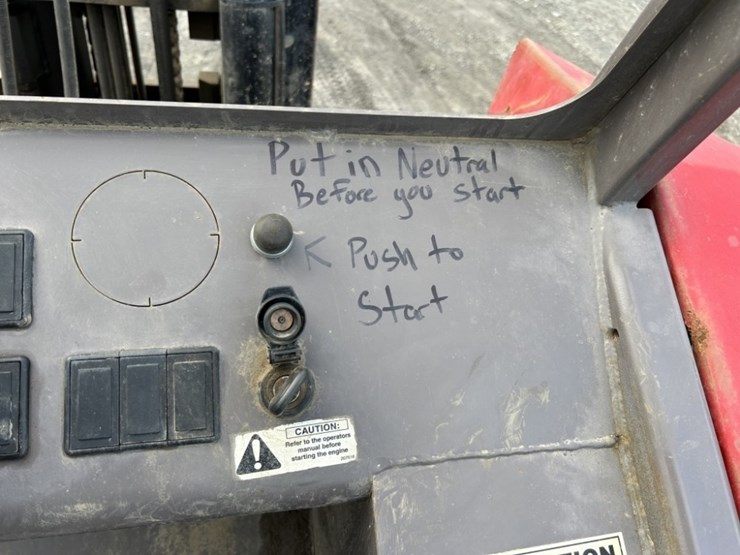 Put in Neutral
Before you start
< Push to
Start
CAUTION:
Refer to the operators
manual before
starting the engine